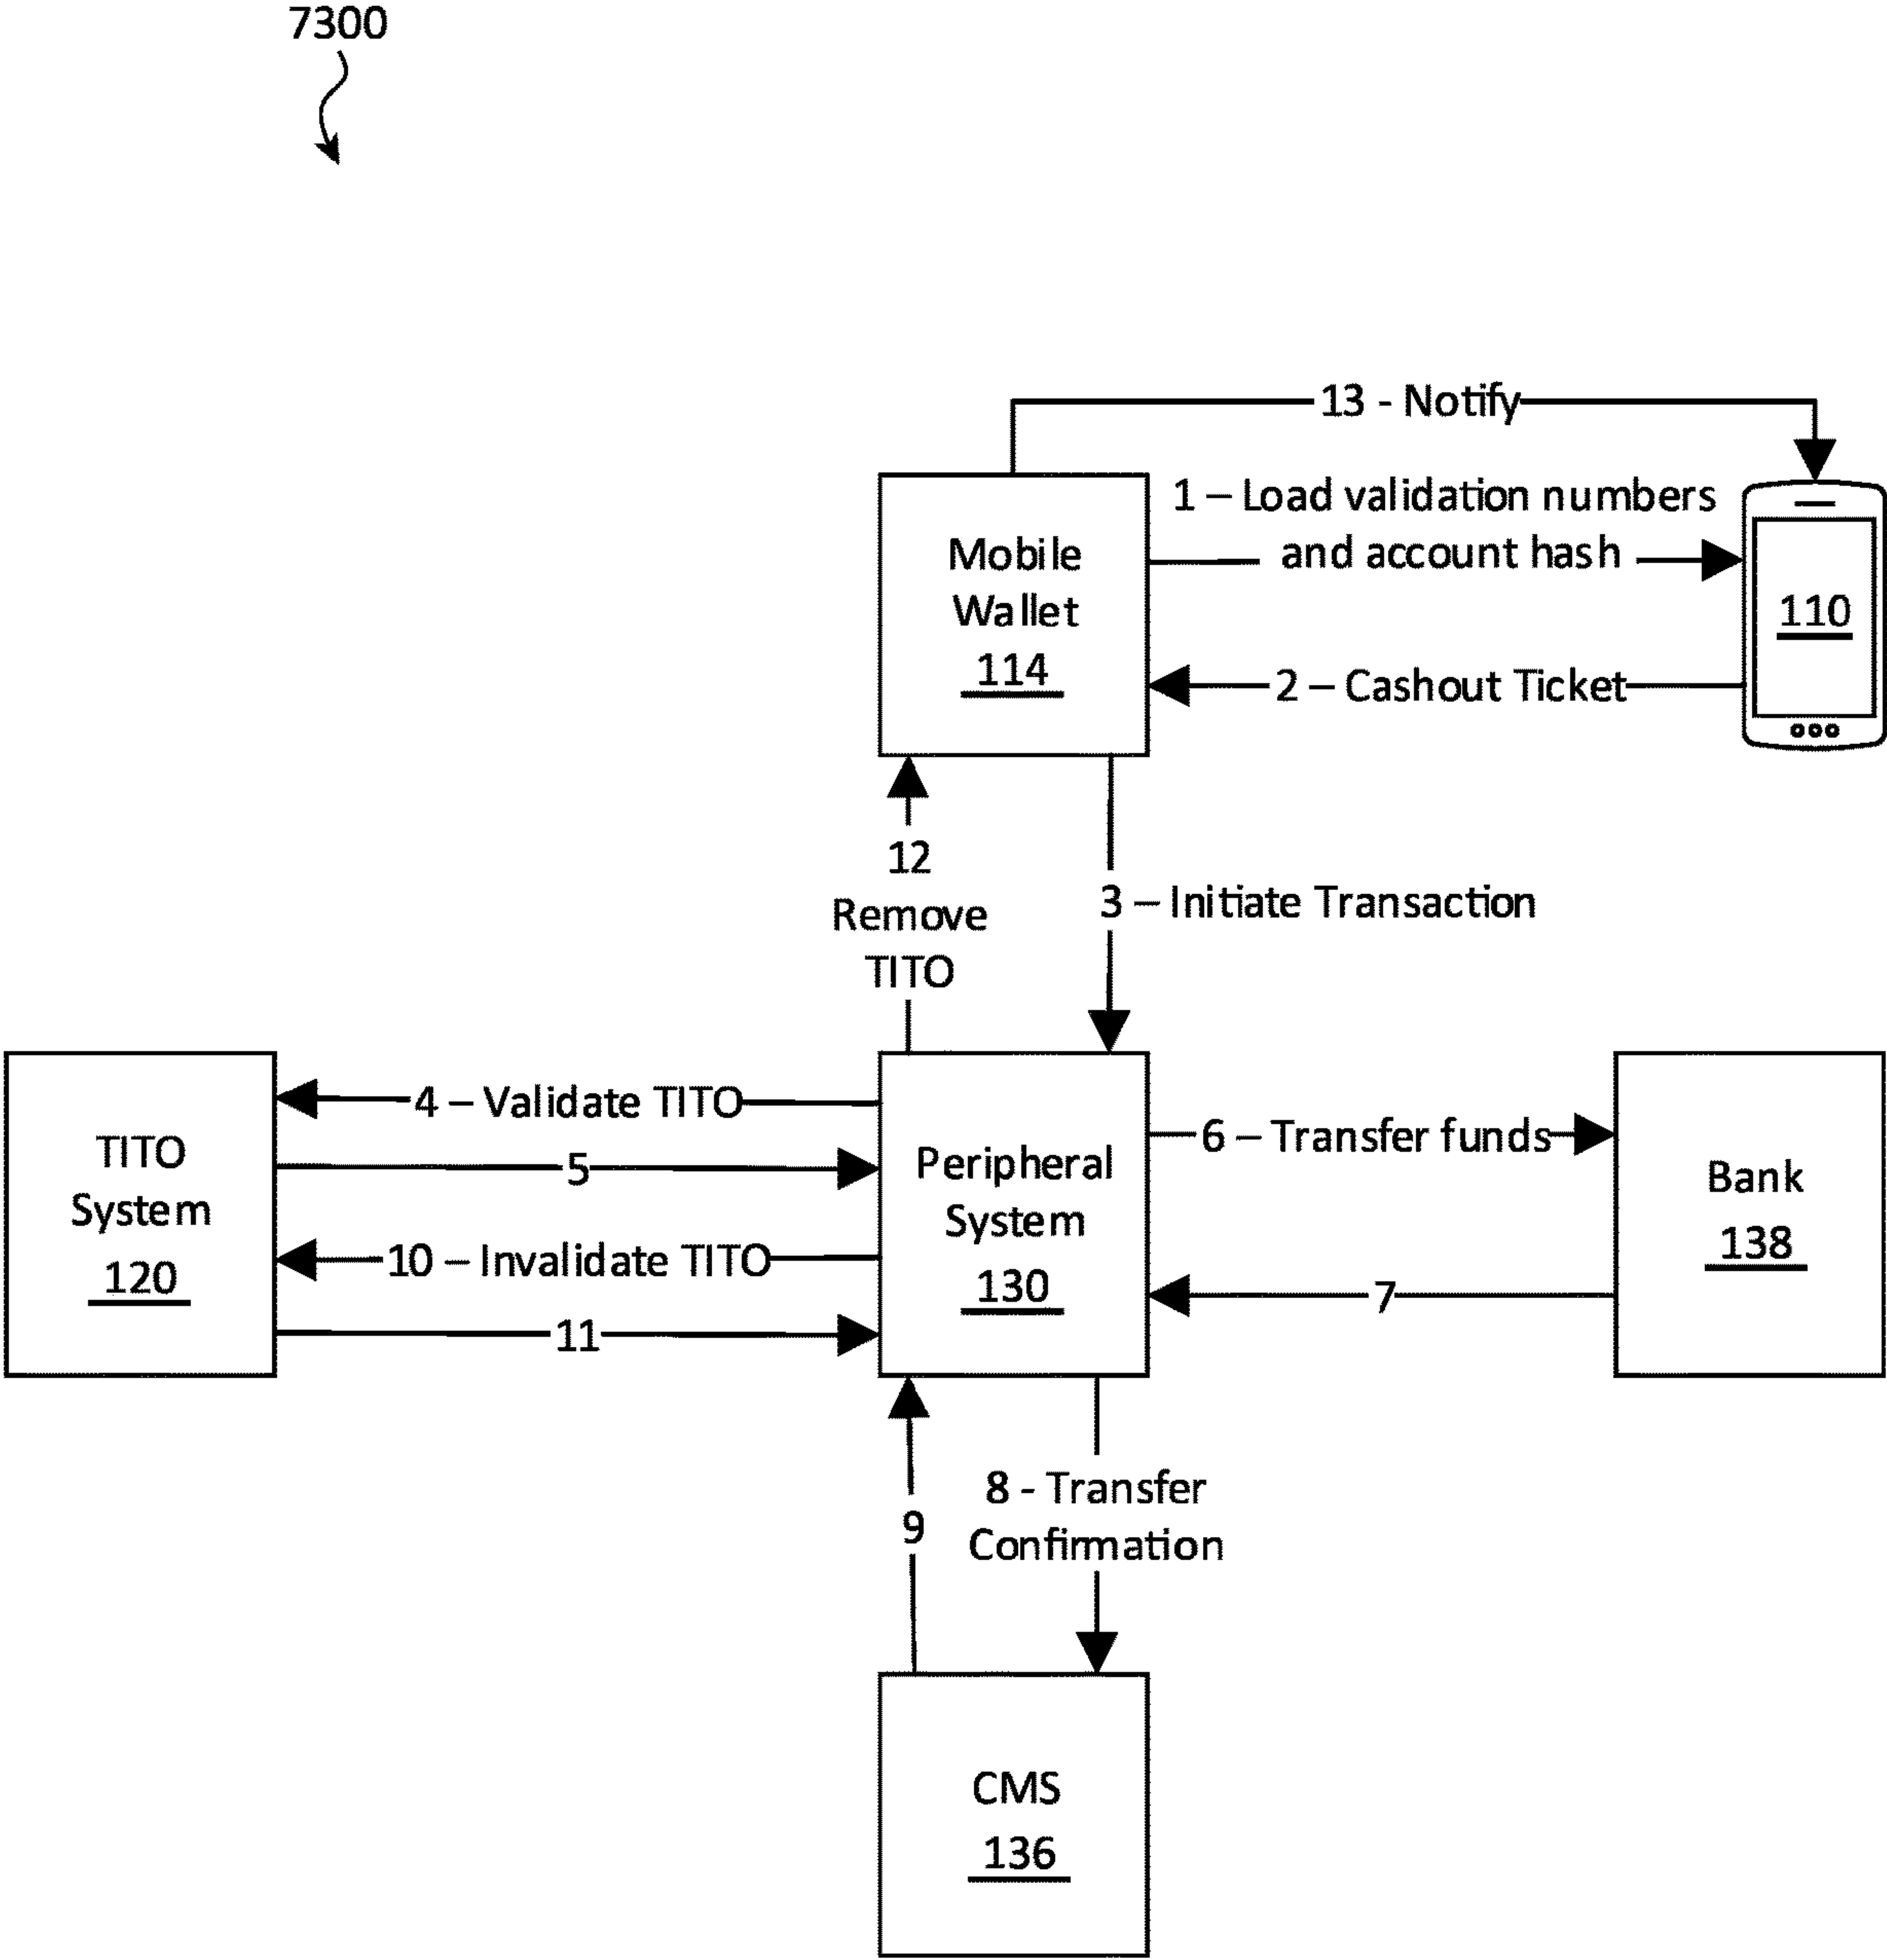 7300
13 - Notify
1 – Load validation numbers
and account hash
Mobile
Wallet
114
110
2 – Cashout Ticket
12
Remove
TITO
3 – Initiate Transaction
4 – Validate TITO
5
10 – Invalidate TITO
11
TITO
System
120
Peripheral
System
130
6 – Transfer funds
7
Bank
138
9
8 - Transfer
Confirmation
CMS
136